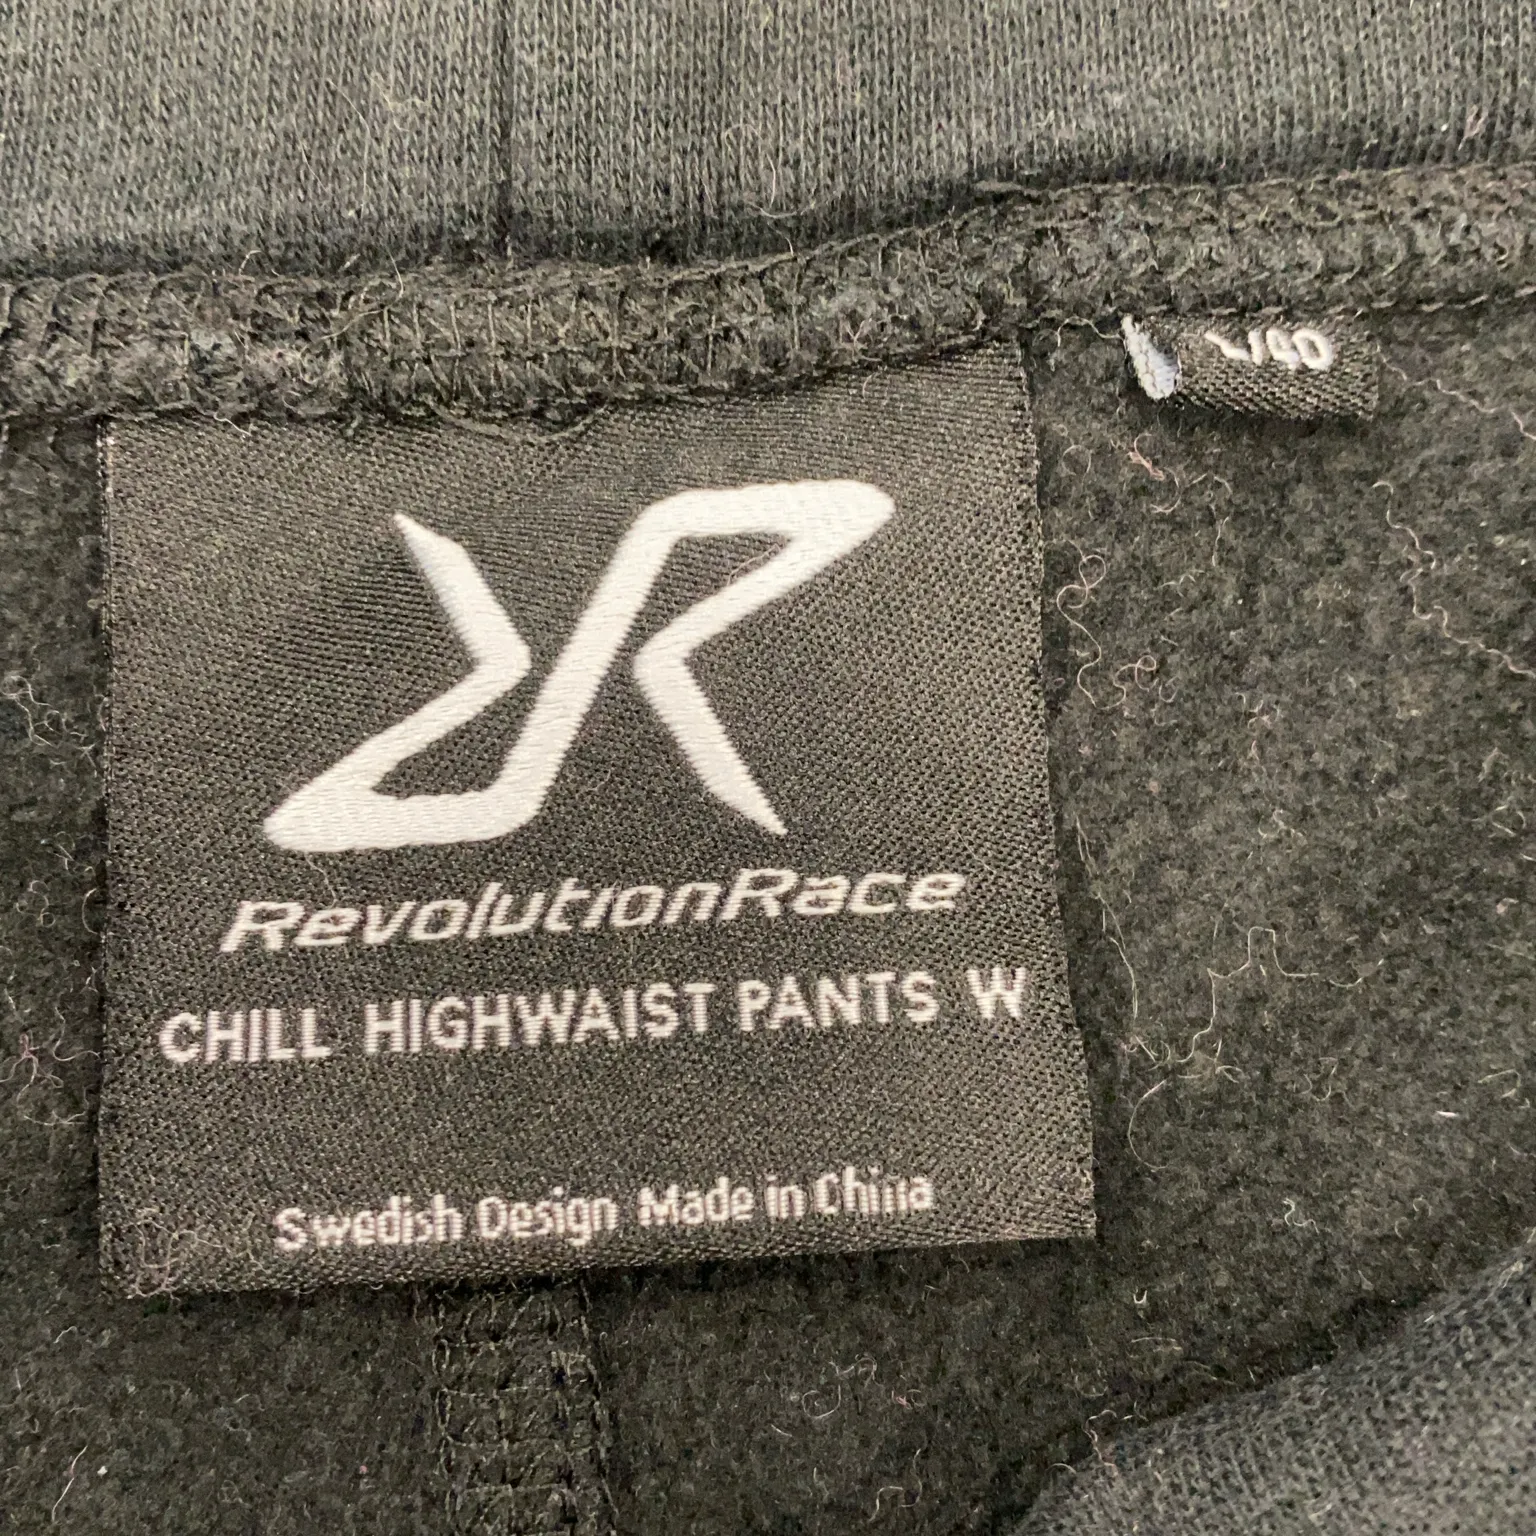 RevolutionRace
CHILL HIGHWAIST PANTS W
Swedish Design Made in China